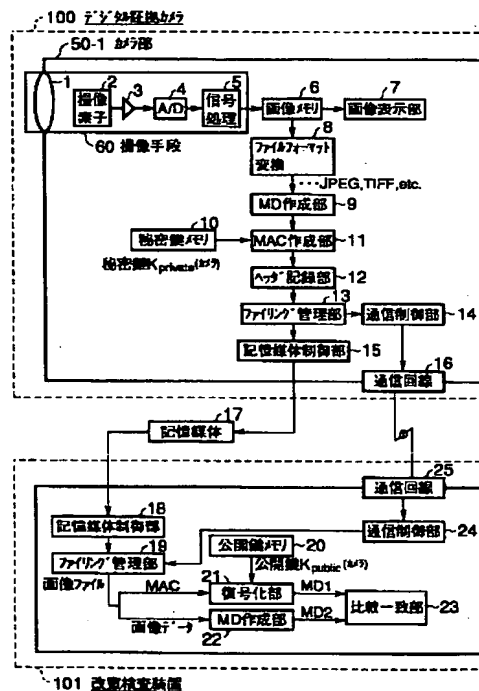 100 デジタル証拠カメラ
50-1 カメラ部
1
2
3
4
5
6
7
撮像
素子
A/D
信号
処理
画像メモリ
画像表示部
60 撮像手段
8
ファイルフォーマット
変換
・・・JPEG,TIFF,etc.
MD作成部
9
10
秘密鍵メモリ
MAC作成部
11
秘密鍵Kprivate(カメラ)
ヘッダ記録部
12
13
ファイリング管理部
通信制御部
14
記憶媒体制御部
15
16
通信回線
17
記憶媒体
25
通信回線
18
記憶媒体制御部
通信制御部
24
19
公開鍵メモリ
20
ファイリング管理部
画像ファイル
公開鍵Kpublic(カメラ)
MAC
21
復号化部
MD1
比較一致部
23
画像データ
MD作成部
22
MD2
101 改竄検査装置